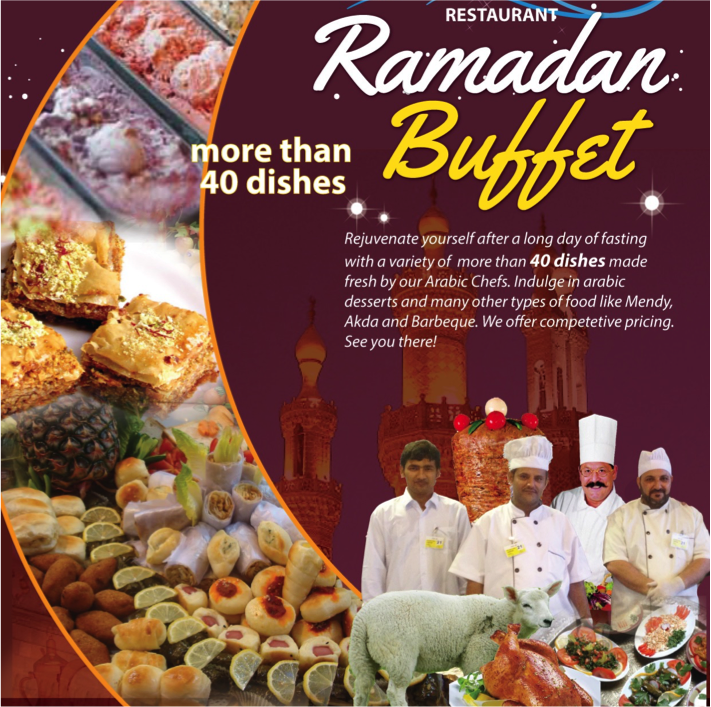 RESTAURANT
Ramadan
Buffet
more than
40 dishes
Rejuvenate yourself after a long day of fasting
with a variety of more than 40 dishes made
fresh by our Arabic Chefs. Indulge in arabic
desserts and many other types of food like Mendy,
Akda and Barbeque. We offer competetive pricing.
See you there!